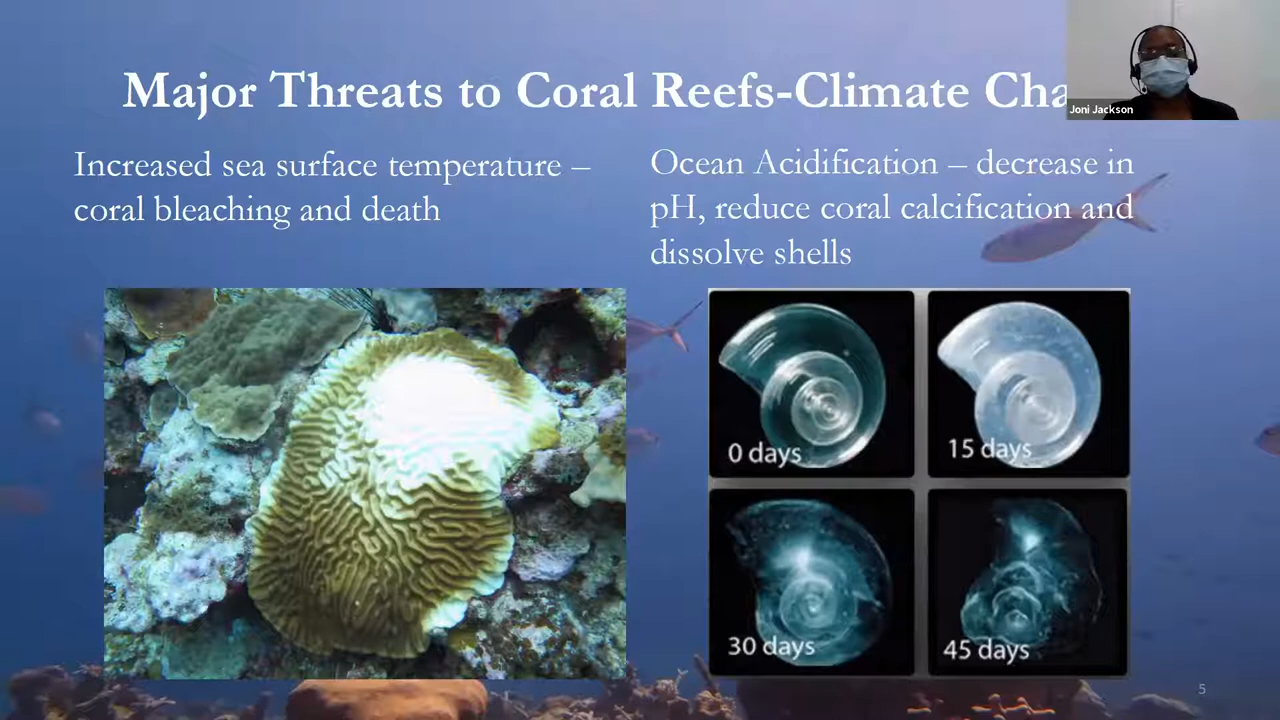 Major Threats to Coral Reefs-Climate Cha
Joni Jackson
Increased sea surface temperature –
coral bleaching and death
Ocean Acidification – decrease in
pH, reduce coral calcification and
dissolve shells
0 days
15 days
30 days
45 days
5